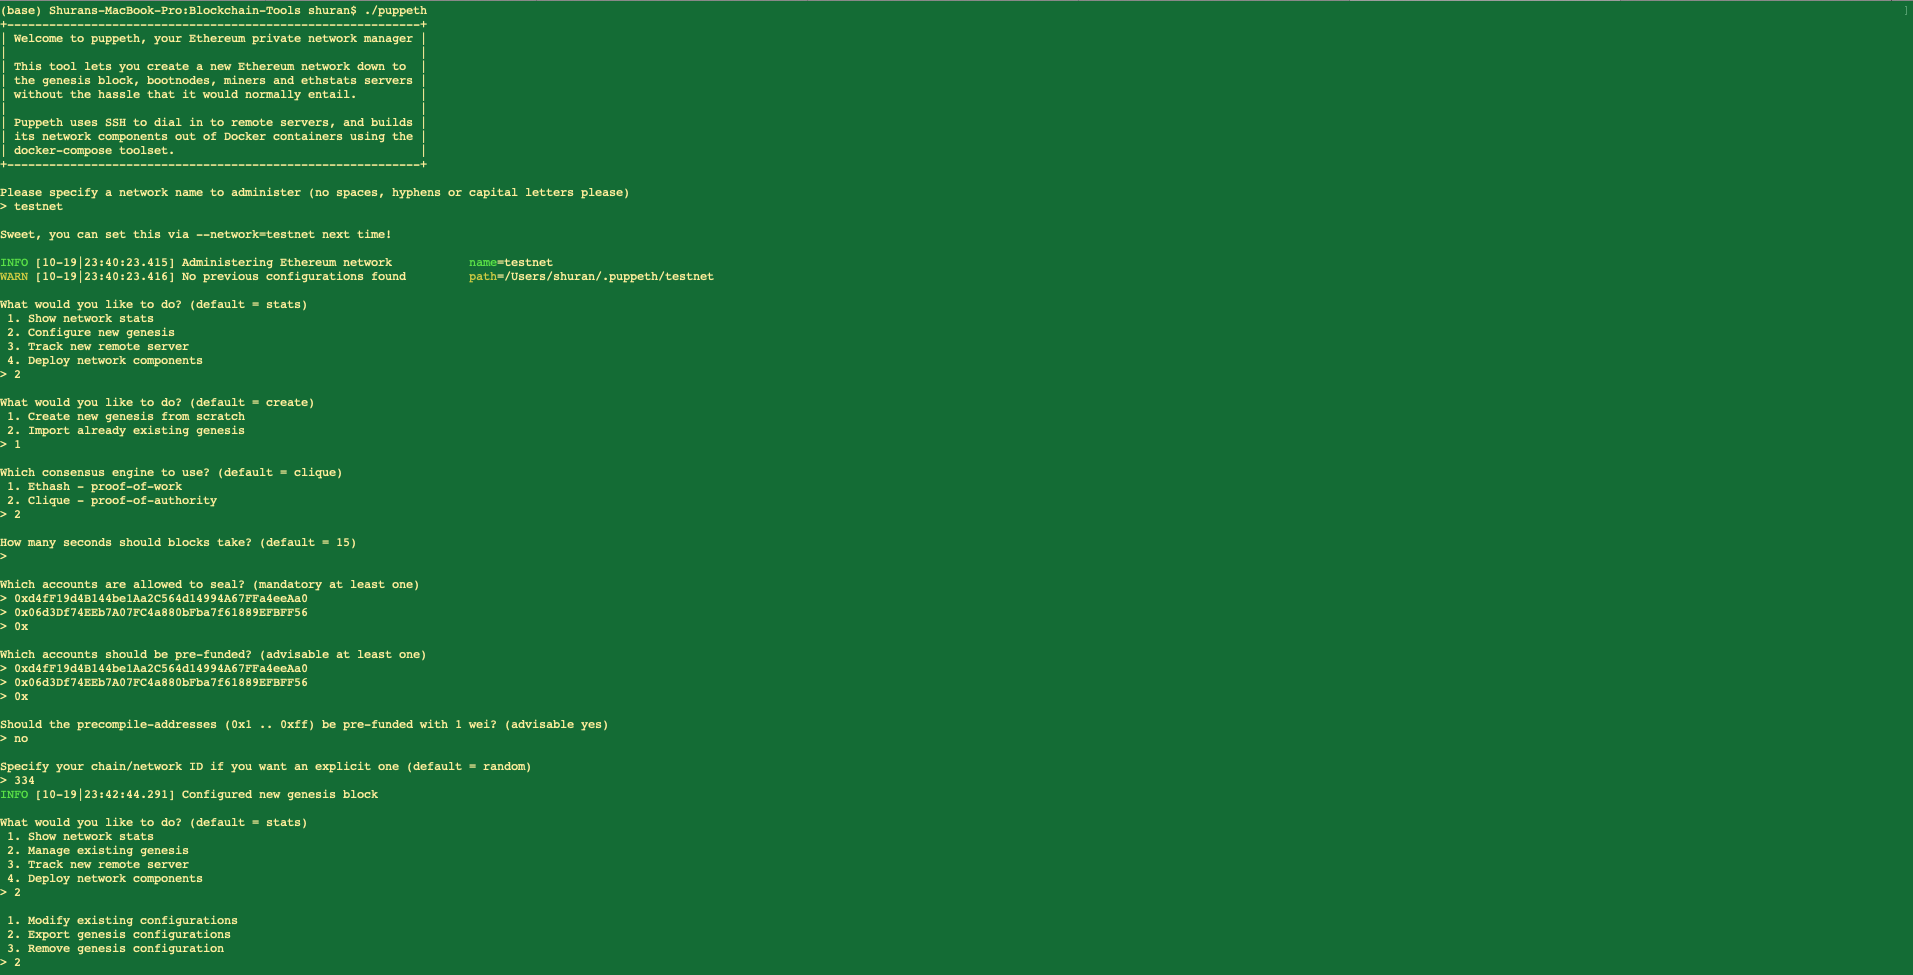 (base) Shurans-MacBook-Pro:Blockchain-Tools shuran$ ./puppeth
+-----------------------------------------------------------+
| Welcome to puppeth, your Ethereum private network manager |
|                                                           |
| This tool lets you create a new Ethereum network down to  |
| the genesis block, bootnodes, miners and ethstats servers |
| without the hassle that it would normally entail.         |
|                                                           |
| Puppeth uses SSH to dial in to remote servers, and builds |
| its network components out of Docker containers using the |
| docker-compose toolset.                                   |
+-----------------------------------------------------------+
Please specify a network name to administer (no spaces, hyphens or capital letters please)
> testnet
Sweet, you can set this via --network=testnet next time!
INFO [10-19|23:40:23.415] Administering Ethereum network           name=testnet
WARN [10-19|23:40:23.416] No previous configurations found         path=/Users/shuran/.puppeth/testnet
What would you like to do? (default = stats)
 1. Show network stats
 2. Configure new genesis
 3. Track new remote server
 4. Deploy network components
> 2
What would you like to do? (default = create)
 1. Create new genesis from scratch
 2. Import already existing genesis
> 1
Which consensus engine to use? (default = clique)
 1. Ethash - proof-of-work
 2. Clique - proof-of-authority
> 2
How many seconds should blocks take? (default = 15)
>
Which accounts are allowed to seal? (mandatory at least one)
> 0xd4fF19d4B144be1Aa2C564d14994A67FFa4eeAa0
> 0x06d3Df74EEb7A07FC4a880bFba7f61889EFBFF56
> 0x
Which accounts should be pre-funded? (advisable at least one)
> 0xd4fF19d4B144be1Aa2C564d14994A67FFa4eeAa0
> 0x06d3Df74EEb7A07FC4a880bFba7f61889EFBFF56
> 0x
Should the precompile-addresses (0x1 .. 0xff) be pre-funded with 1 wei? (advisable yes)
> no
Specify your chain/network ID if you want an explicit one (default = random)
> 334
INFO [10-19|23:42:44.291] Configured new genesis block
What would you like to do? (default = stats)
 1. Show network stats
 2. Manage existing genesis
 3. Track new remote server
 4. Deploy network components
> 2
 1. Modify existing configurations
 2. Export genesis configurations
 3. Remove genesis configuration
> 2